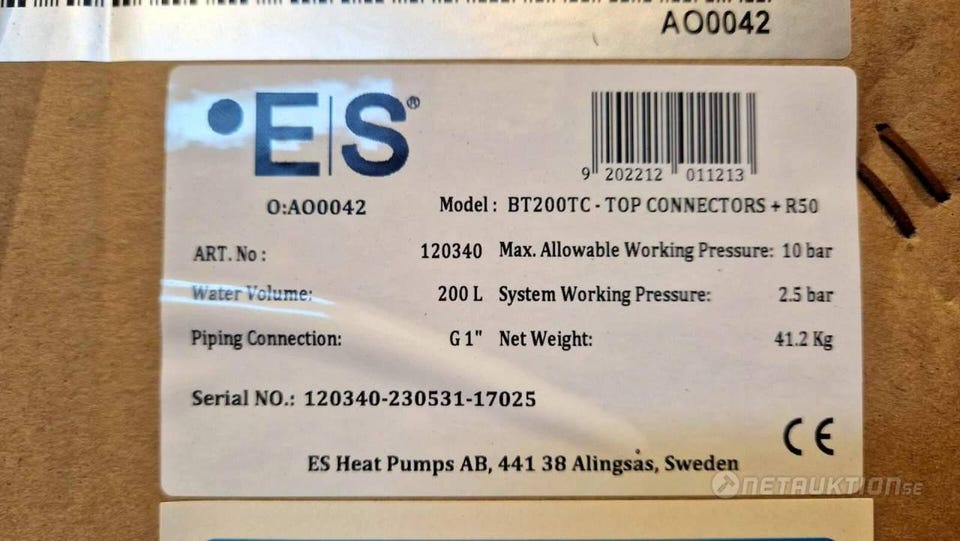 AO0042
E|S®
9 202212 011213
O:AO0042 Model : BT200TC - TOP CONNECTORS + R50
ART. No : 120340 Max. Allowable Working Pressure: 10 bar
Water Volume: 200 L System Working Pressure: 2.5 bar
Piping Connection: G 1" Net Weight: 41.2 Kg
Serial NO.: 120340-230531-17025
CE
ES Heat Pumps AB, 441 38 Alingsås, Sweden
NETAUKTION.SE